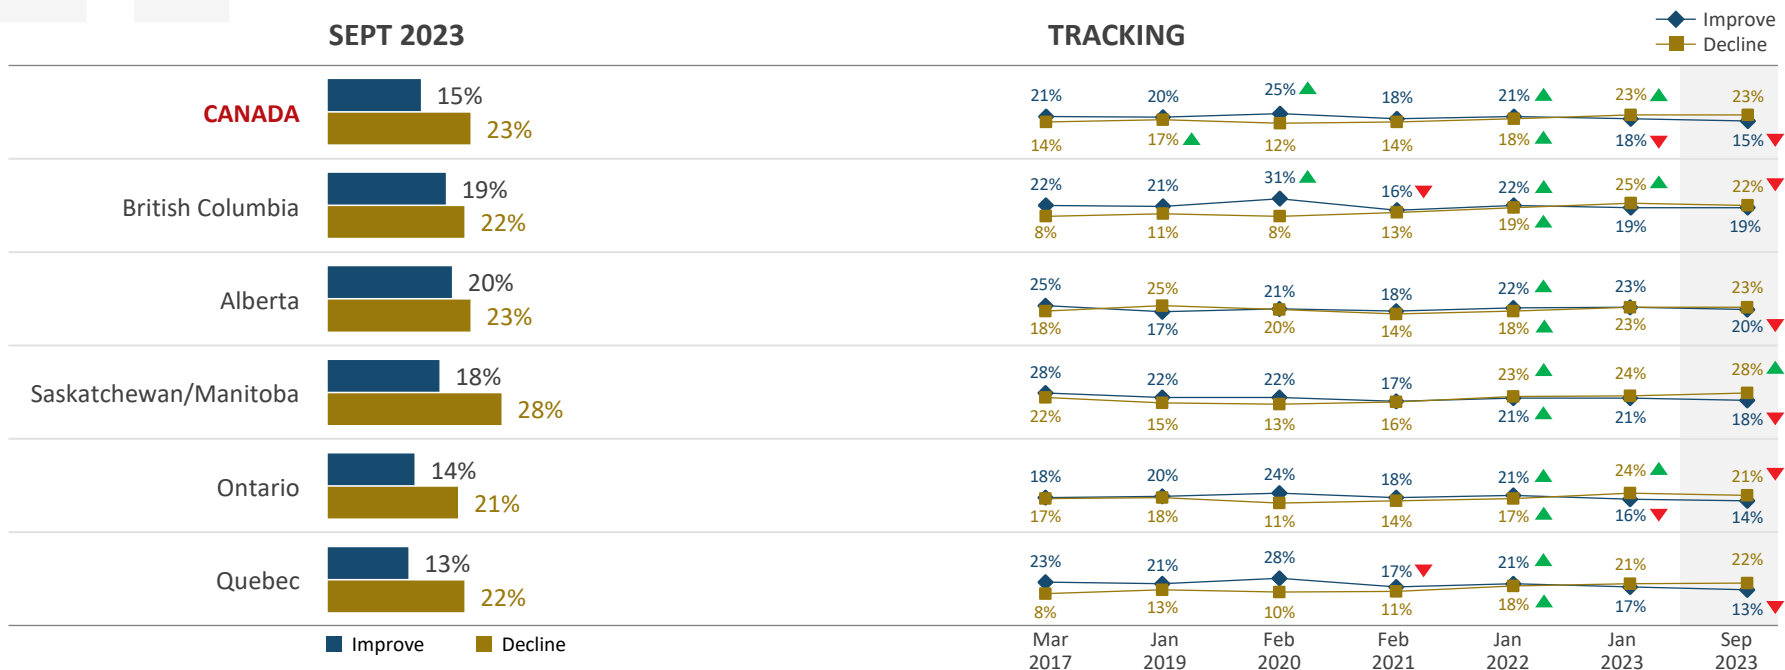 SEPT 2023
TRACKING
Improve
Decline
CANADA
15%
23%
21% 20% 25% 18% 21% 23% 23%
14% 17% 12% 14% 18% 18% 15%
British Columbia
19%
22%
22% 21% 31% 16% 22% 25% 22%
8% 11% 8% 13% 19% 19% 19%
Alberta
20%
23%
25% 25% 21% 18% 22% 23% 23%
18% 17% 20% 14% 18% 23% 20%
Saskatchewan/Manitoba
18%
28%
28% 22% 22% 17% 23% 24% 28%
22% 15% 13% 16% 21% 21% 18%
Ontario
14%
21%
18% 20% 24% 18% 21% 24% 21%
17% 18% 11% 14% 17% 16% 14%
Quebec
13%
22%
23% 21% 28% 17% 21% 21% 22%
8% 13% 10% 11% 18% 17% 13%
Improve Decline
Mar Jan Feb Feb Jan Jan Sep
2017 2019 2020 2021 2022 2023 2023